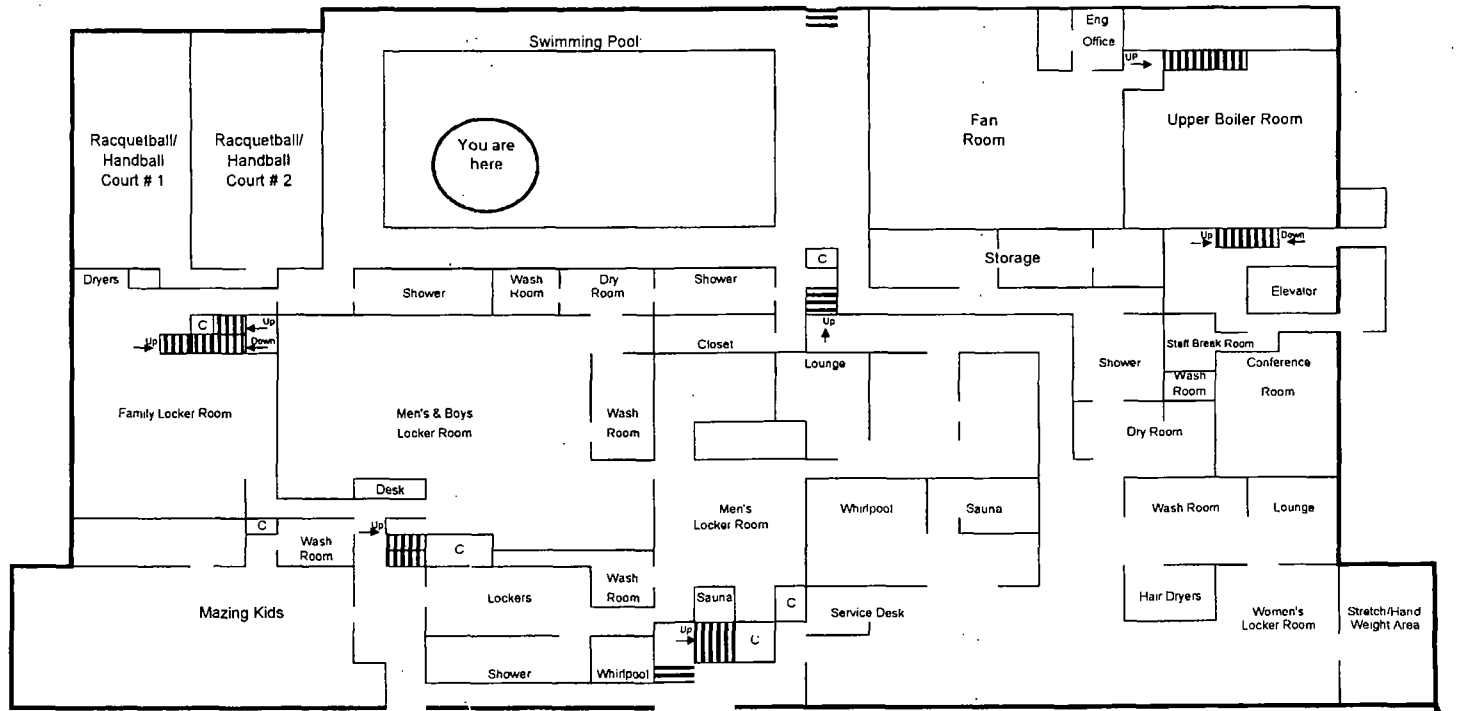 Eng
Office
Swimming Pool
UP
Racquetball/
Handball
Court # 1
Racquetball/
Handball
Court # 2
You are
here
Fan
Room
Upper Boiler Room
Up
Down
C
Storage
Dryers
Shower
Wash
Room
Dry
Room
Shower
Elevator
C
Up
Up
Down
Up
Closet
Lounge
Shower
Staff Break Room
Wash
Room
Conference
Room
Family Locker Room
Men's & Boys
Locker Room
Wash
Room
Dry Room
Desk
Men's
Locker Room
Whirlpool
Sauna
Wash Room
Lounge
C
Up
Wash
Room
C
Wash
Room
Lockers
Sauna
C
Service Desk
Hair Dryers
Women's
Locker Room
Stretch/Hand
Weight Area
Mazing Kids
Up
C
Shower
Whirlpool